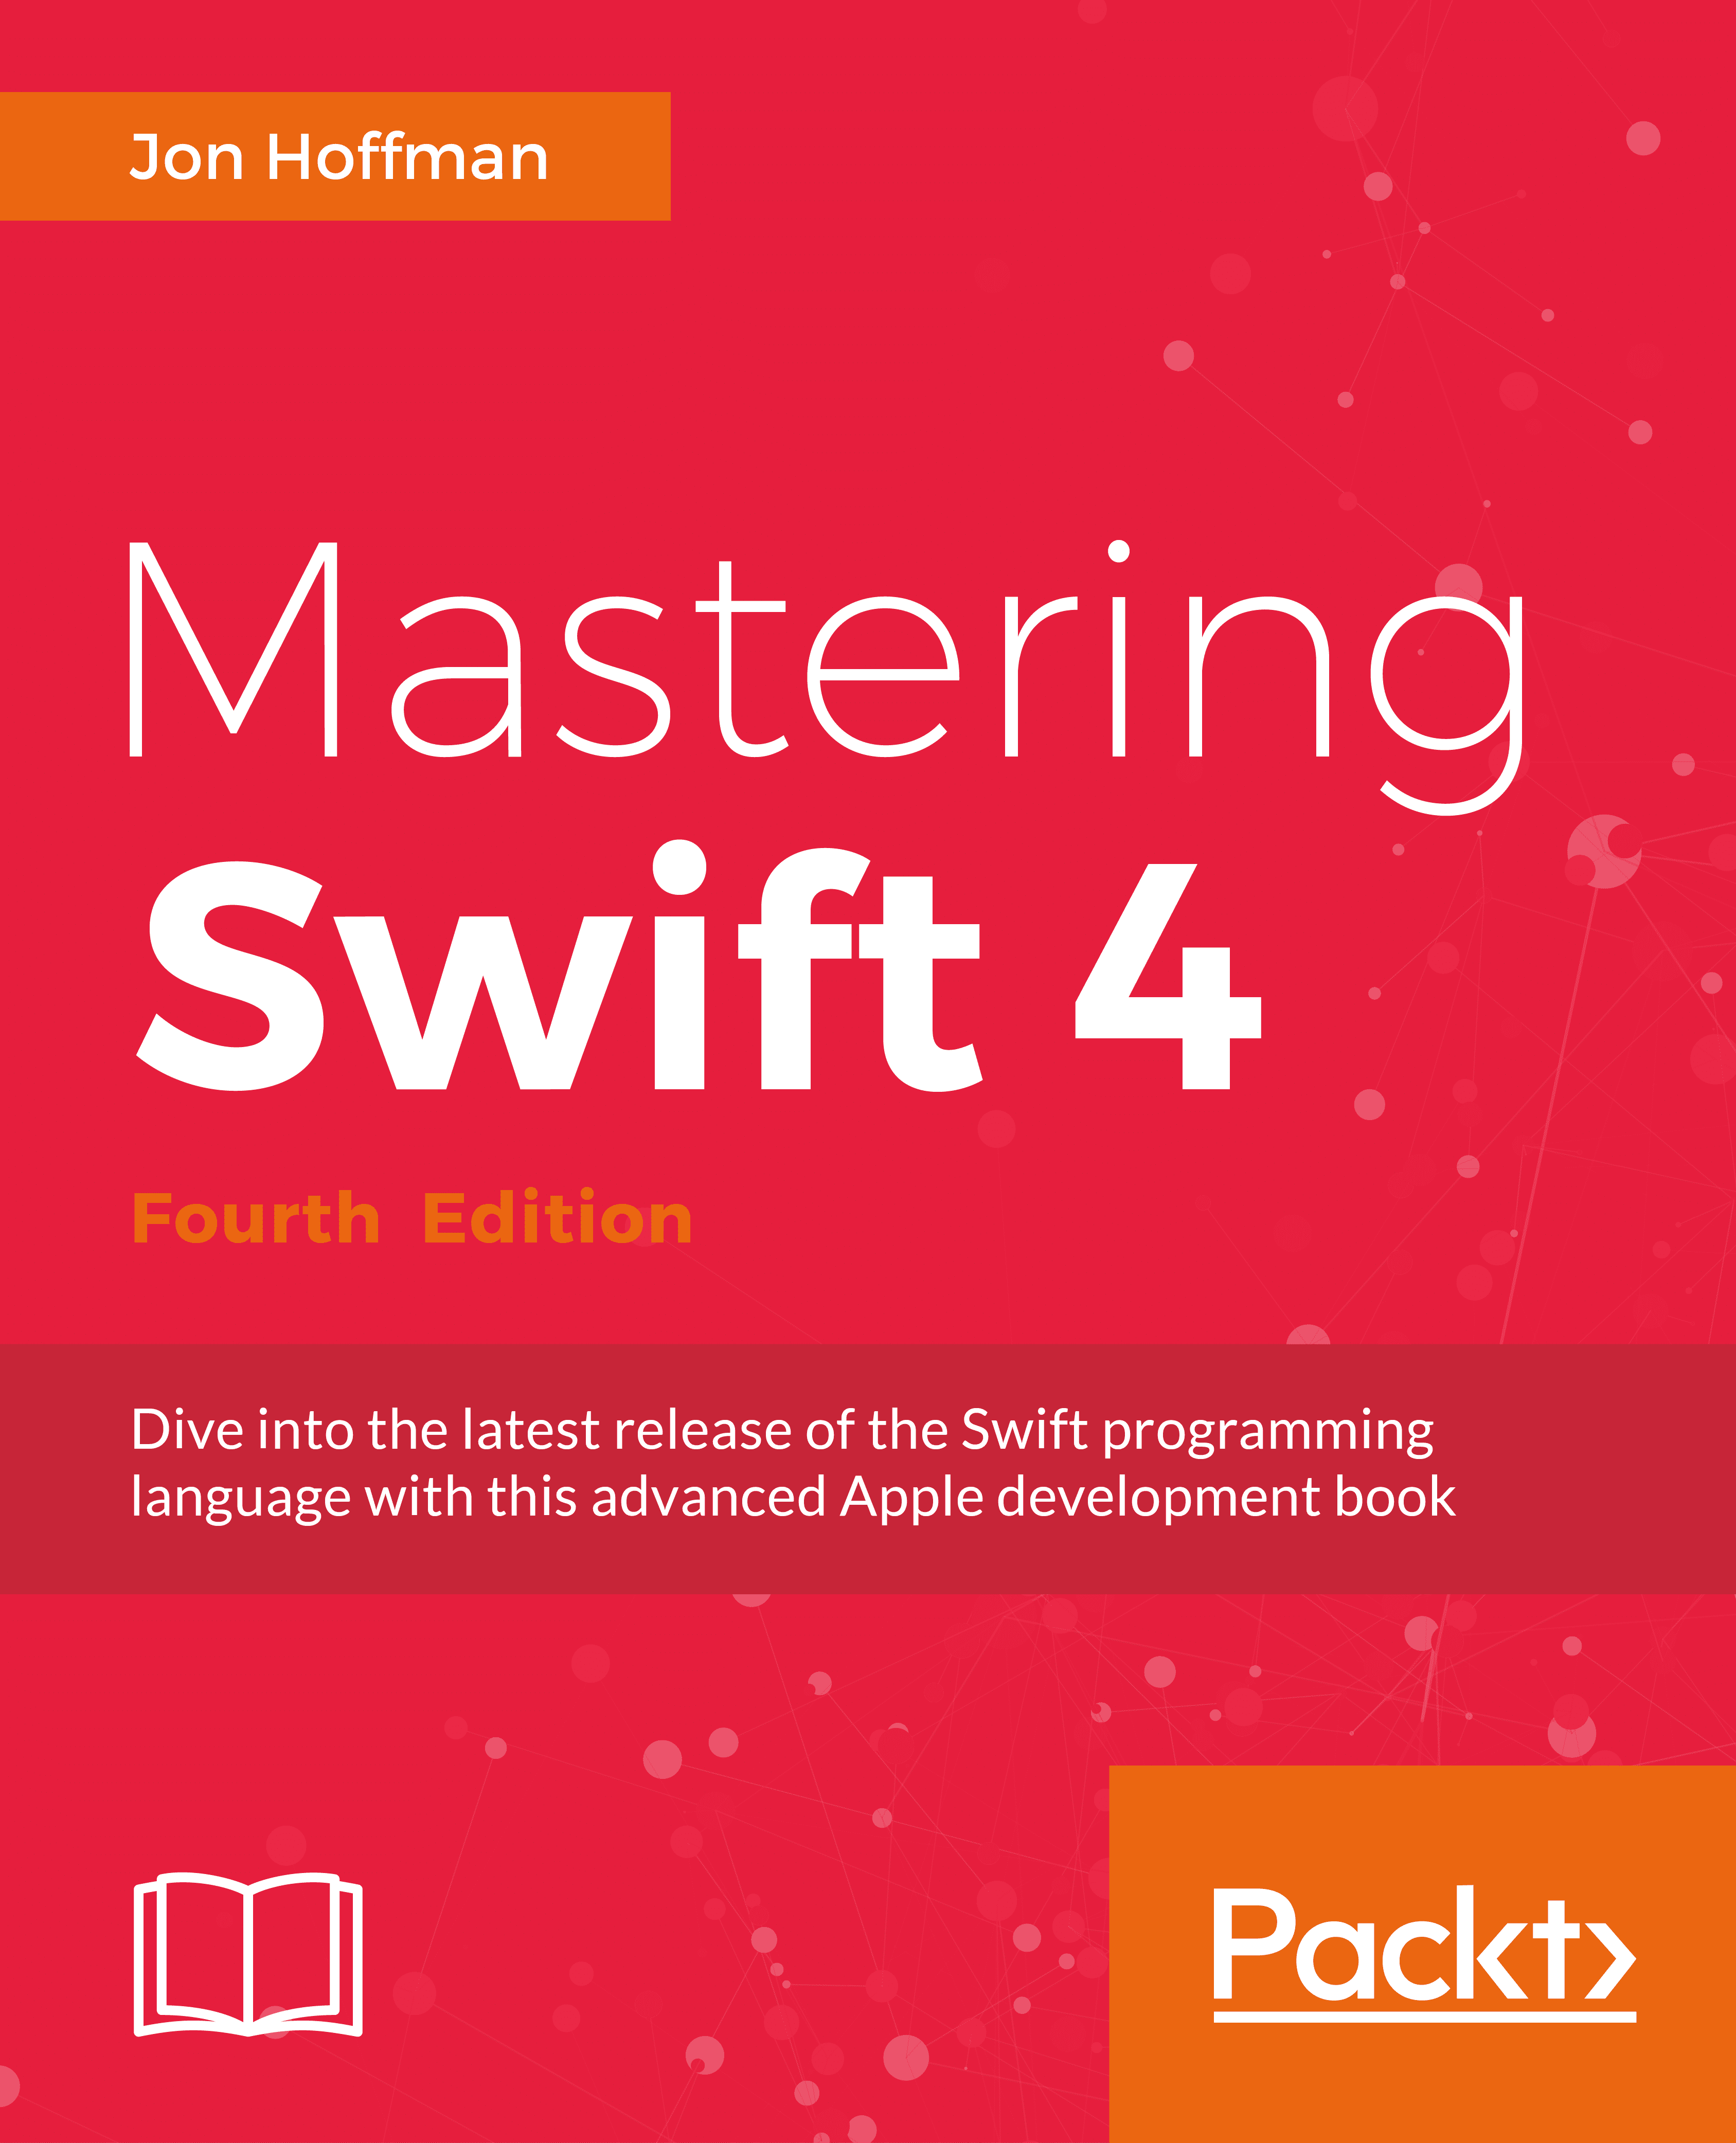 Jon Hoffman
Mastering
Swift 4
Fourth Edition
Dive into the latest release of the Swift programming
language with this advanced Apple development book
Packt>